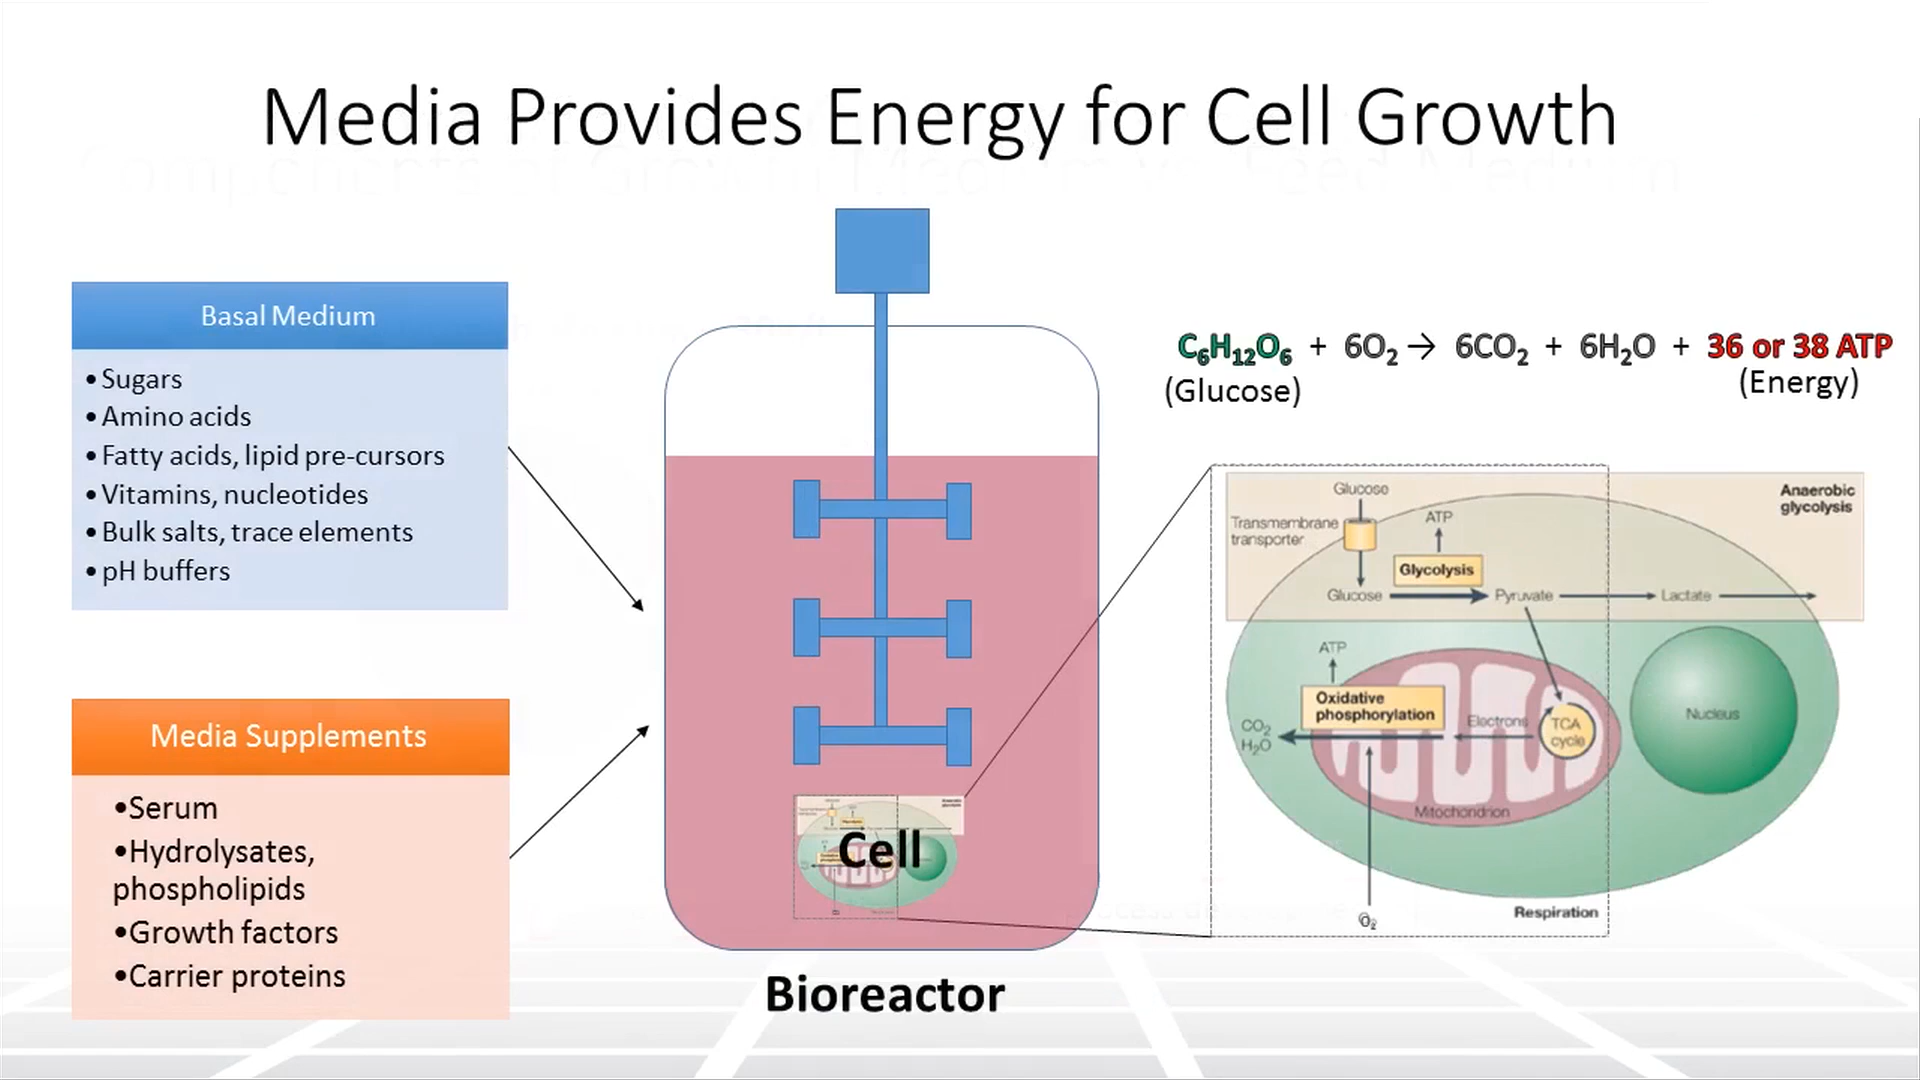 Media Provides Energy for Cell Growth
Basal Medium
•Sugars
•Amino acids
•Fatty acids, lipid pre-cursors
•Vitamins, nucleotides
•Bulk salts, trace elements
•pH buffers
Media Supplements
•Serum
•Hydrolysates,
phospholipids
•Growth factors
•Carrier proteins
Cell
Bioreactor
C₆H₁₂O₆ + 6O₂ → 6CO₂ + 6H₂O + 36 or 38 ATP
(Glucose)
(Energy)
Anaerobic
glycolysis
Glucose
Transmembrane
transporter
ATP
Glycolysis
Glucose
Pyruvate
Lactate
ATP
Oxidative
phosphorylation
CO₂
H₂O
Electrons
TCA
cycle
Nucleus
Mitochondrion
O₂
Respiration